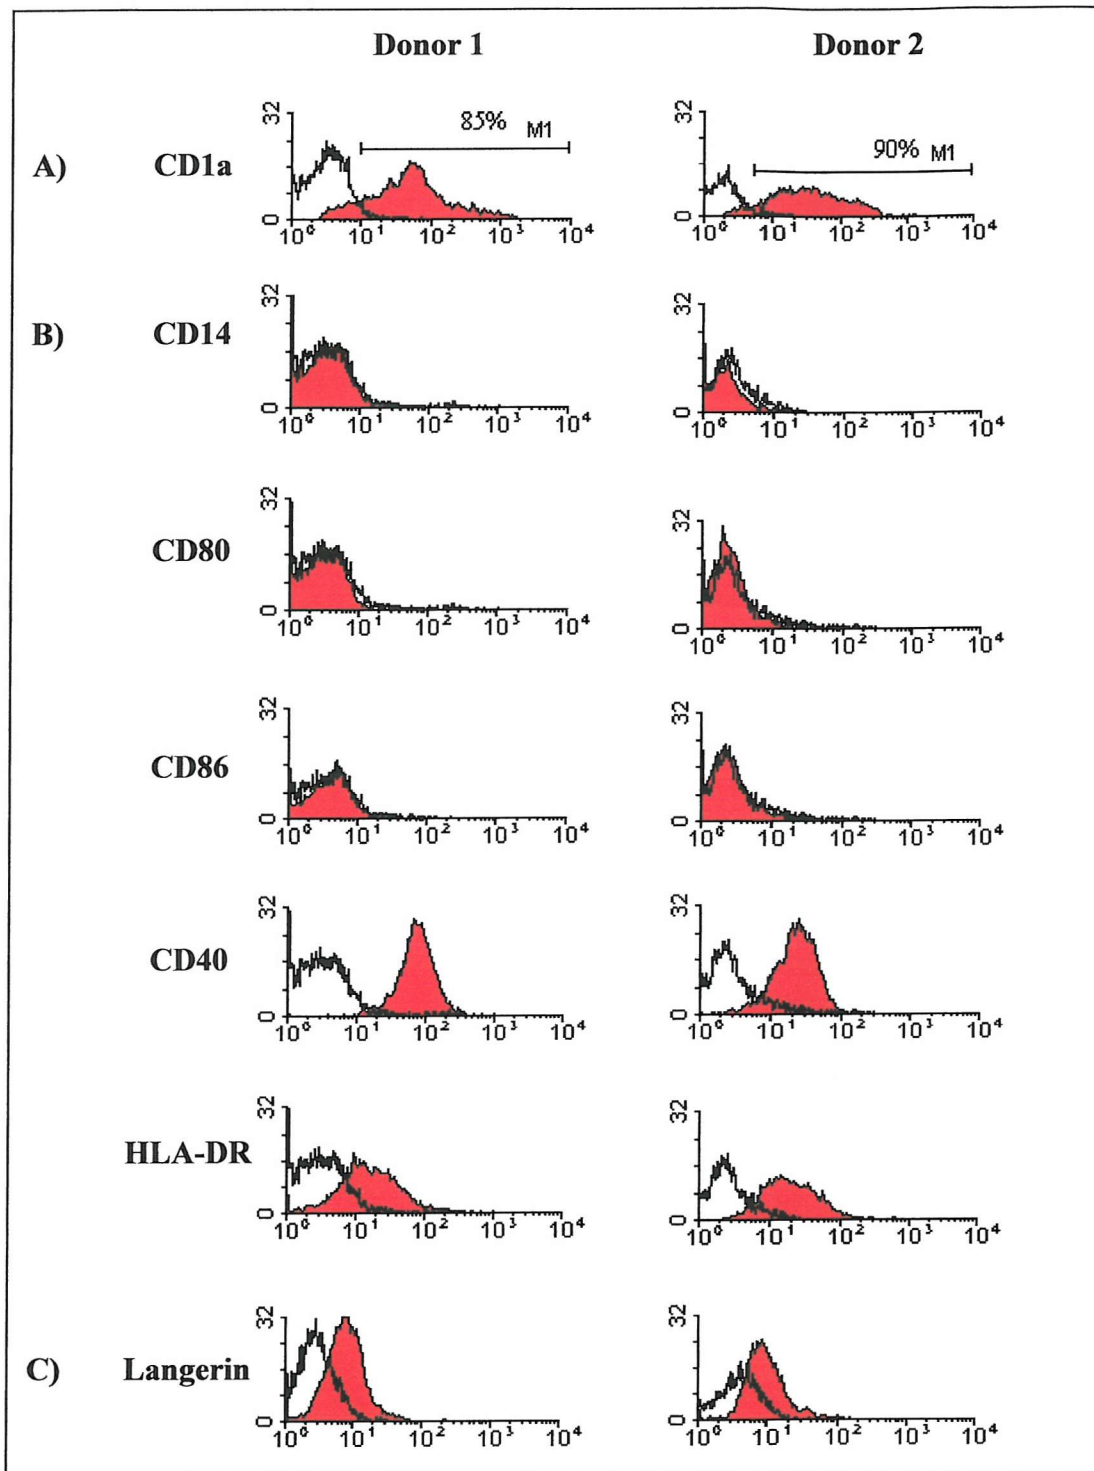 Donor 1 Donor 2
A) CD1a 32 0 85% M1 10⁰ 10¹ 10² 10³ 10⁴ 32 0 90% M1 10⁰ 10¹ 10² 10³ 10⁴
B) CD14 32 0 10⁰ 10¹ 10² 10³ 10⁴ 32 0 10⁰ 10¹ 10² 10³ 10⁴
CD80 32 0 10⁰ 10¹ 10² 10³ 10⁴ 32 0 10⁰ 10¹ 10² 10³ 10⁴
CD86 32 0 10⁰ 10¹ 10² 10³ 10⁴ 32 0 10⁰ 10¹ 10² 10³ 10⁴
CD40 32 0 10⁰ 10¹ 10² 10³ 10⁴ 32 0 10⁰ 10¹ 10² 10³ 10⁴
HLA-DR 32 0 10⁰ 10¹ 10² 10³ 10⁴ 32 0 10⁰ 10¹ 10² 10³ 10⁴
C) Langerin 32 0 10⁰ 10¹ 10² 10³ 10⁴ 32 0 10⁰ 10¹ 10² 10³ 10⁴